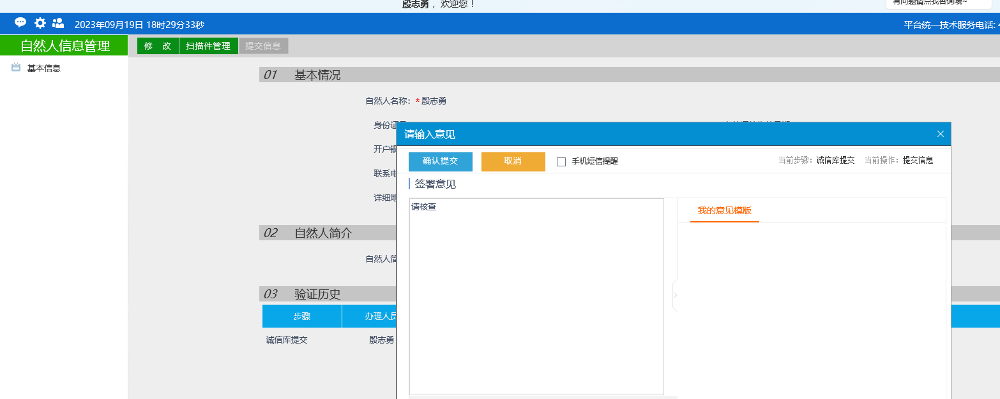 殷志勇，欢迎您！
有问题请点我咨询哦~
2023年09月19日 18时29分33秒
平台统一技术服务电话: 4
自然人信息管理
修 改 扫描件管理 提交信息
基本信息
01 基本情况
自然人名称: *殷志勇
身份证
请输入意见
开户银
确认提交 取消 手机短信提醒 当前步骤: 诚信库提交 当前操作: 提交信息
联系电
签署意见
详细地
请核查
我的意见模版
02 自然人简介
自然人简
03 验证历史
步骤 办理人员
诚信库提交 殷志勇